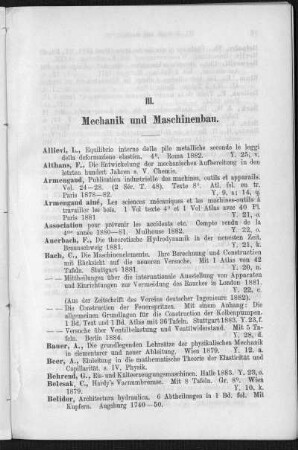 III.
Mechanik und Maschinenbau.
Allievi, L., Equilibrio interno delle pile metalliche secondo le leggi
della deformazione elastica. 4°. Roma 1882. Y. 25, v.
Althans, F., Die Entwickelung der mechanischen Aufbereitung in den
letzten hundert Jahren s. V. Chemie.
Armengaud, Publication industrielle des machines, outils et appareils.
Vol. 24—28. (2 Sér. T. 48). Texte 8°. Atl. fol. en tr.
Paris 1878—82. Y. 9, a; 14, q.
Armengaud aîné, Les sciences mécaniques et les machines & outils à
travailler les bois. 1 Vol texte 4° et 1 Vol atlas avec 40 Pl.
Paris 1881. Y. 21, o
Association pour prévenir les accidents etc. Compte rendu de la
4me année 1880—81. Mulhouse 1882. Y. 22, c.
Auerbach, F., Die theoretische Hydrodynamik in der neueren Zeit.
Braunschweig 1881. Y. 21, k.
Bach, C., Die Maschinenelemente. Ihre Berechnung und Construction
mit Rücksicht auf die neueren Versuche. Mit 1 Atlas von 42
Tafeln. Stuttgart 1881. Y. 20, n.
— Mittheilungen über die internationale Ausstellung von Apparaten
und Einrichtungen zur Vermeidung des Rauches in London 1881.
Y. 22, e.
(Aus der Zeitschrift des Vereins deutscher Ingenieure 1882).
— Die Construction der Feuerspritzen. Mit einem Anhang: Die
allgemeinen Grundlagen für die Construction der Kolbenpumpen.
1 Bd. Text und 1 Bd. Atlas mit 36 Tafeln. Stuttgart 1883. Y. 23, f.
— Versuche über Ventilbelastung und Ventilwiderstand. Mit 5
Tfln. Berlin 1884. Y. 28, d.
Bauer, A., Die grundlegenden Lehrsätze der physikalischen Mechanik
in elementarer und neuer Ableitung. Wien 1879. Y. 12, a.
Beer, A., Einleitung in die mathematische Theorie der Elasticität und
Capillarität. s. IV. Physik.
Behrend, G., Eis- und Kälteerzeugungsmaschinen. Halle 1883. Y. 23, c.
Belesak, C., Hardy's Vacuumbremse. Mit 8 Tafeln. Gr. 8°. Wien
1879. Y. 21,
Belidor, Architectura hydraulica. 6 Abtheilungen in 1 Bd. fol. Mit
Kupfern. Augsburg 1740—50.